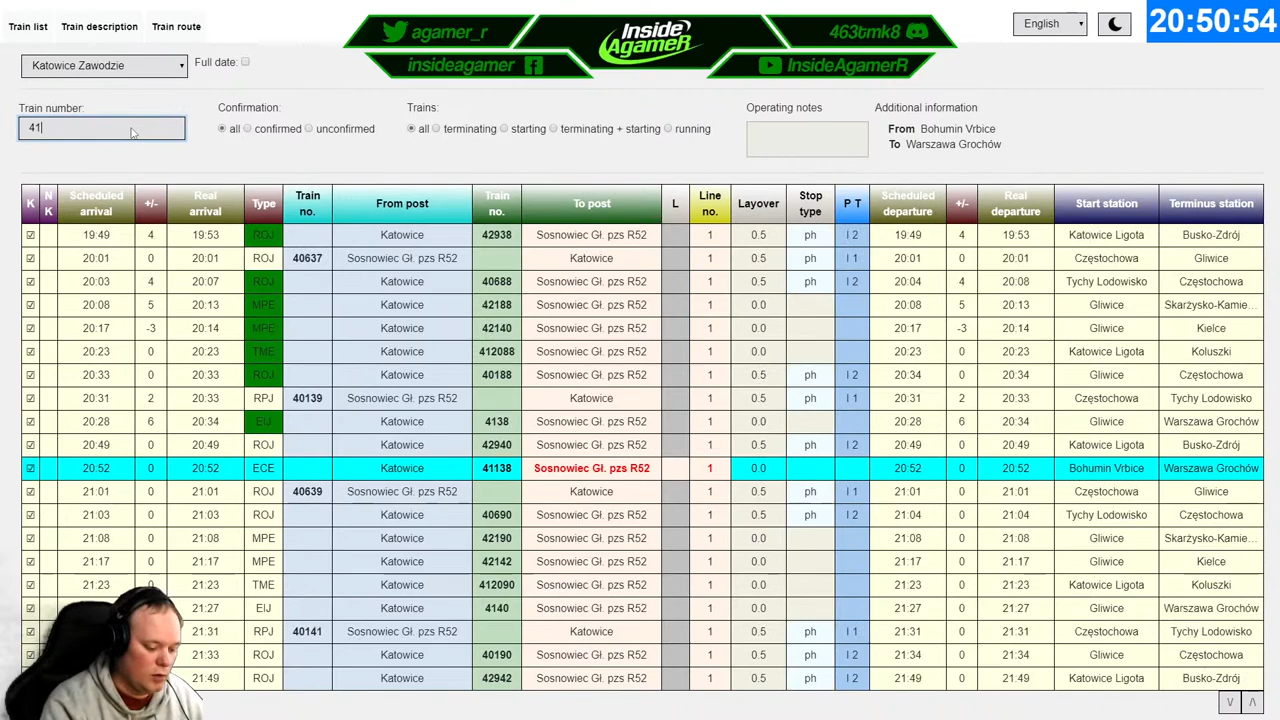 Train list Train description Train route
agamer_r
Inside
AgameR
463tmk8
insideagamer
InsideAgamerR
English
20:50:54
Katowice Zawodzie Full date:
Train number: Confirmation: Trains: Operating notes Additional information
41 all confirmed unconfirmed all terminating starting terminating + starting running From Bohumin Vrbice
To Warszawa Grochów
K N K Scheduled arrival +/- Real arrival Type Train no. From post Train no. To post L Line no. Layover Stop type P T Scheduled departure +/- Real departure Start station Terminus station
19:49 4 19:53 ROJ Katowice 42938 Sosnowiec Gł. pzs R52 1 0.5 ph I 2 19:49 4 19:53 Katowice Ligota Busko-Zdrój
20:01 0 20:01 ROJ 40637 Sosnowiec Gł. pzs R52 Katowice 1 0.5 ph I 1 20:01 0 20:01 Częstochowa Gliwice
20:03 4 20:07 ROJ Katowice 40688 Sosnowiec Gł. pzs R52 1 0.5 ph I 2 20:04 4 20:08 Tychy Lodowisko Częstochowa
20:08 5 20:13 MPE Katowice 42188 Sosnowiec Gł. pzs R52 1 0.0 20:08 5 20:13 Gliwice Skarżysko-Kamie...
20:17 -3 20:14 MPE Katowice 42140 Sosnowiec Gł. pzs R52 1 0.0 20:17 -3 20:14 Gliwice Kielce
20:23 0 20:23 TME Katowice 412088 Sosnowiec Gł. pzs R52 1 0.0 20:23 0 20:23 Katowice Ligota Koluszki
20:33 0 20:33 ROJ Katowice 40188 Sosnowiec Gł. pzs R52 1 0.5 ph I 2 20:34 0 20:34 Gliwice Częstochowa
20:31 2 20:33 RPJ 40139 Sosnowiec Gł. pzs R52 Katowice 1 0.5 ph I 1 20:31 2 20:33 Częstochowa Tychy Lodowisko
20:28 6 20:34 EIJ Katowice 4138 Sosnowiec Gł. pzs R52 1 0.0 20:28 6 20:34 Gliwice Warszawa Grochów
20:49 0 20:49 ROJ Katowice 42940 Sosnowiec Gł. pzs R52 1 0.5 ph I 2 20:49 0 20:49 Katowice Ligota Busko-Zdrój
20:52 0 20:52 ECE Katowice 41138 Sosnowiec Gł. pzs R52 1 0.0 20:52 0 20:52 Bohumin Vrbice Warszawa Grochów
21:01 0 21:01 ROJ 40639 Sosnowiec Gł. pzs R52 Katowice 1 0.5 ph I 1 21:01 0 21:01 Częstochowa Gliwice
21:03 0 21:03 ROJ Katowice 40690 Sosnowiec Gł. pzs R52 1 0.5 ph I 2 21:04 0 21:04 Tychy Lodowisko Częstochowa
21:08 0 21:08 MPE Katowice 42190 Sosnowiec Gł. pzs R52 1 0.0 21:08 0 21:08 Gliwice Skarżysko-Kamie...
21:17 0 21:17 MPE Katowice 42142 Sosnowiec Gł. pzs R52 1 0.0 21:17 0 21:17 Gliwice Kielce
21:23 0 21:23 TME Katowice 412090 Sosnowiec Gł. pzs R52 1 0.0 21:23 0 21:23 Katowice Ligota Koluszki
21:27 EIJ Katowice 4140 Sosnowiec Gł. pzs R52 1 0.0 21:27 0 21:27 Gliwice Warszawa Grochów
21:31 RPJ 40141 Sosnowiec Gł. pzs R52 Katowice 1 0.5 ph I 1 21:31 0 21:31 Częstochowa Tychy Lodowisko
21:33 ROJ Katowice 40190 Sosnowiec Gł. pzs R52 1 0.5 ph I 2 21:34 0 21:34 Gliwice Częstochowa
21:49 ROJ Katowice 42942 Sosnowiec Gł. pzs R52 1 0.5 ph I 2 21:49 0 21:49 Katowice Ligota Busko-Zdrój